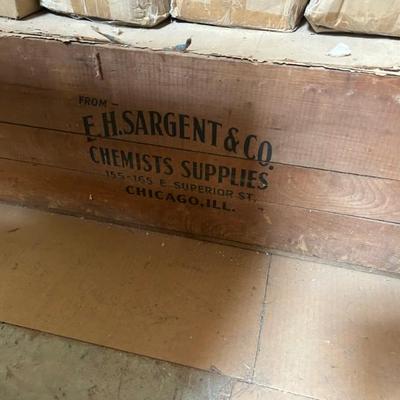 FROM –
E.H. SARGENT & CO.
CHEMISTS SUPPLIES
155-165 E. SUPERIOR ST.
CHICAGO, ILL.